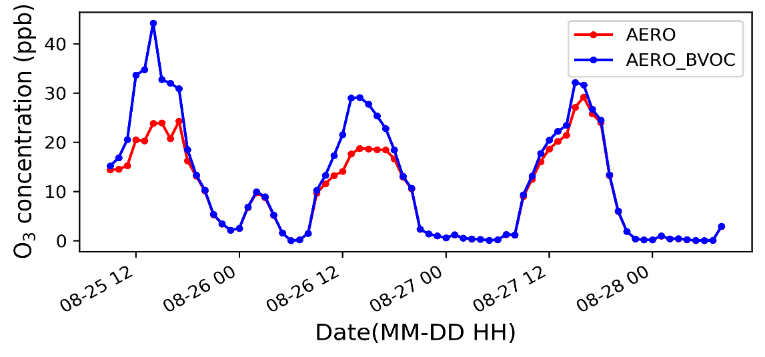 O₃ concentration (ppb)
40
30
20
10
0
AERO
AERO_BVOC
08-25 12
08-26 00
08-26 12
08-27 00
08-27 12
08-28 00
Date(MM-DD HH)